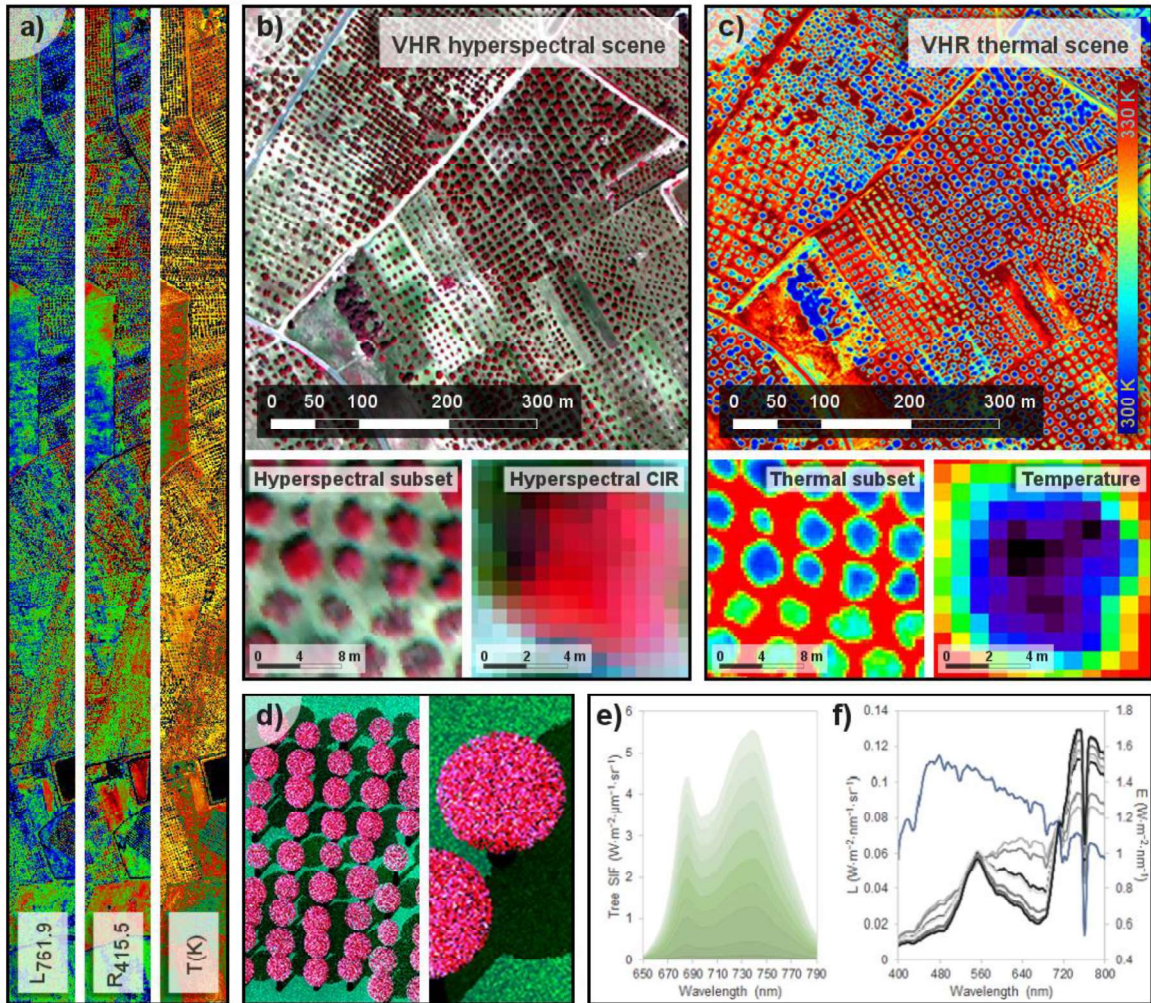 a)
L761.9
R415.5
T(K)
b)
VHR hyperspectral scene
0 50 100 200 300 m
Hyperspectral subset
0 4 8 m
Hyperspectral CIR
0 2 4 m
c)
VHR thermal scene
330 K
300 K
0 50 100 200 300 m
Thermal subset
0 4 8 m
Temperature
0 2 4 m
d)
e)
Tree SIF (W·m⁻²·µm⁻¹·sr⁻¹)
6
5
4
3
2
1
0
650 670 690 710 730 750 770 790
Wavelength (nm)
f)
L (W·m⁻²·nm⁻¹·sr⁻¹)
0.14
0.12
0.10
0.08
0.06
0.04
0.02
0
400 480 560 640 720 800
Wavelength (nm)
1.8
1.6
1.4
1.2
1.0
0.8
0.6
0.4
E (W·m⁻²·nm⁻¹)